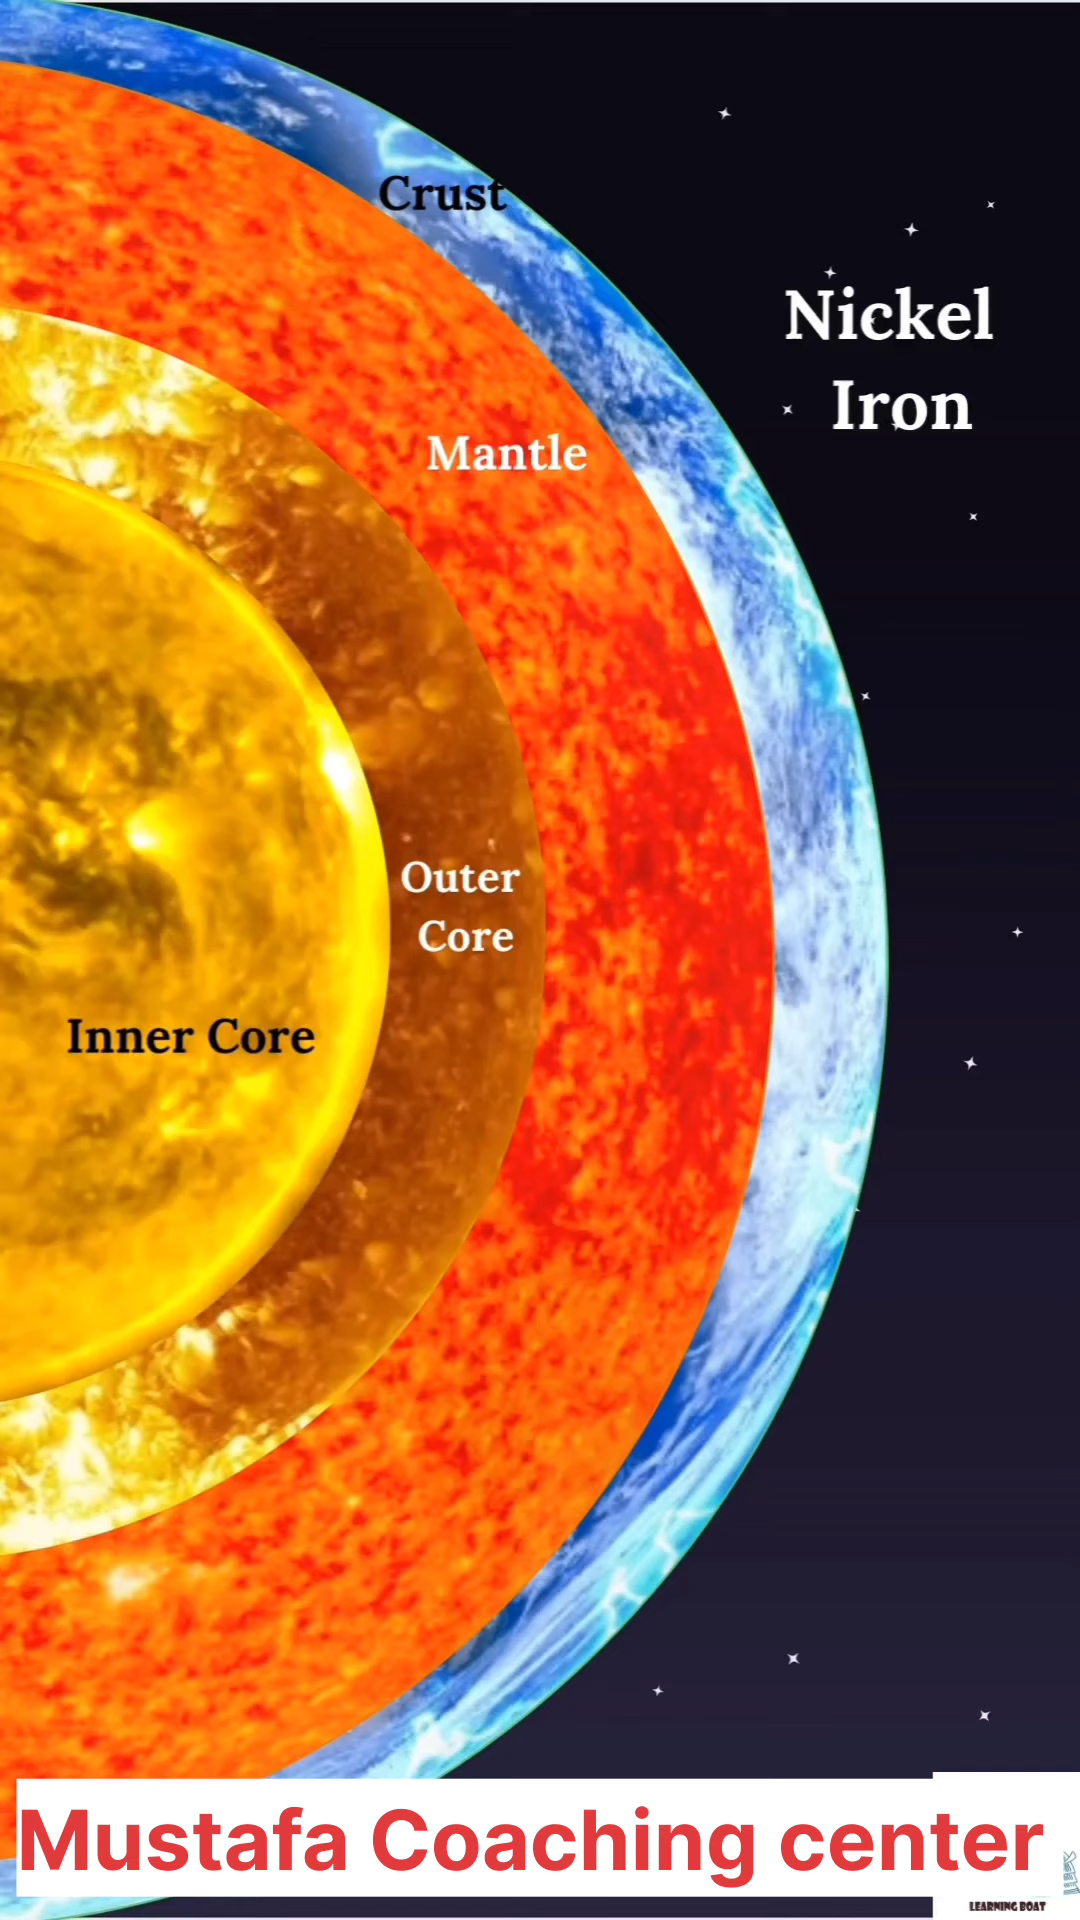 Crust
Nickel
Iron
Mantle
Outer
Core
Inner Core
Mustafa Coaching center
LEARNING BOAT